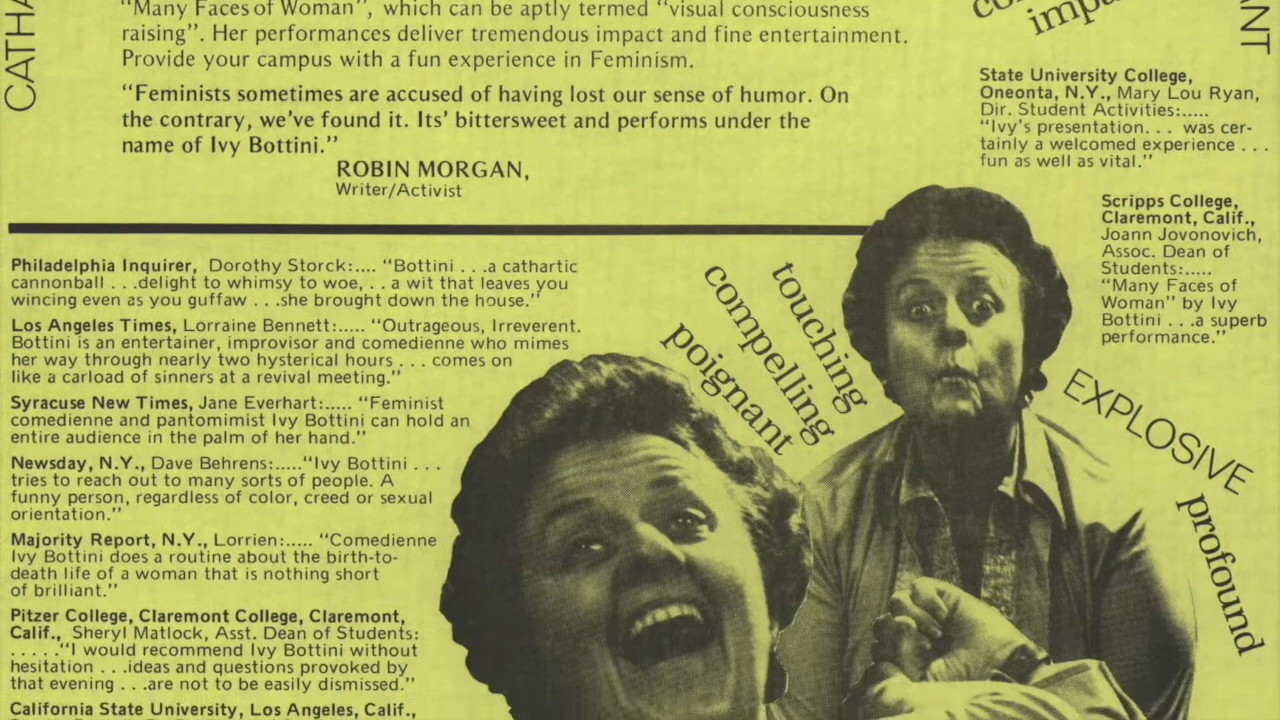 CATHA
"Many Faces of Woman", which can be aptly termed "visual consciousness
raising". Her performances deliver tremendous impact and fine entertainment.
Provide your campus with a fun experience in Feminism.
"Feminists sometimes are accused of having lost our sense of humor. On
the contrary, we've found it. Its' bittersweet and performs under the
name of Ivy Bottini."
ROBIN MORGAN,
Writer/Activist
ANT
State University College,
Oneonta, N.Y., Mary Lou Ryan,
Dir. Student Activities:.....
"Ivy's presentation. . . was cer-
tainly a welcomed experience . . .
fun as well as vital."
Scripps College,
Claremont, Calif.,
Joann Jovonovich,
Assoc. Dean of
Students:.....
"Many Faces of
Woman" by Ivy
Bottini . . .a superb
performance."
Philadelphia Inquirer, Dorothy Storck:.... "Bottini . . .a cathartic
cannonball . . .delight to whimsy to woe, . . a wit that leaves you
wincing even as you guffaw . . .she brought down the house."
Los Angeles Times, Lorraine Bennett:..... "Outrageous, Irreverent.
Bottini is an entertainer, improvisor and comedienne who mimes
her way through nearly two hysterical hours . . . comes on
like a carload of sinners at a revival meeting."
Syracuse New Times, Jane Everhart:..... "Feminist
comedienne and pantomimist Ivy Bottini can hold an
entire audience in the palm of her hand."
Newsday, N.Y., Dave Behrens:....."Ivy Bottini . . .
tries to reach out to many sorts of people. A
funny person, regardless of color, creed or sexual
orientation."
Majority Report, N.Y., Lorrien:..... "Comedienne
Ivy Bottini does a routine about the birth-to-
death life of a woman that is nothing short
of brilliant."
Pitzer College, Claremont College, Claremont,
Calif., Sheryl Matlock, Asst. Dean of Students:
. . . . ."I would recommend Ivy Bottini without
hesitation . . .ideas and questions provoked by
that evening . . .are not to be easily dismissed."
California State University, Los Angeles, Calif.,
touching
compelling
poignant
EXPLOSIVE
profound